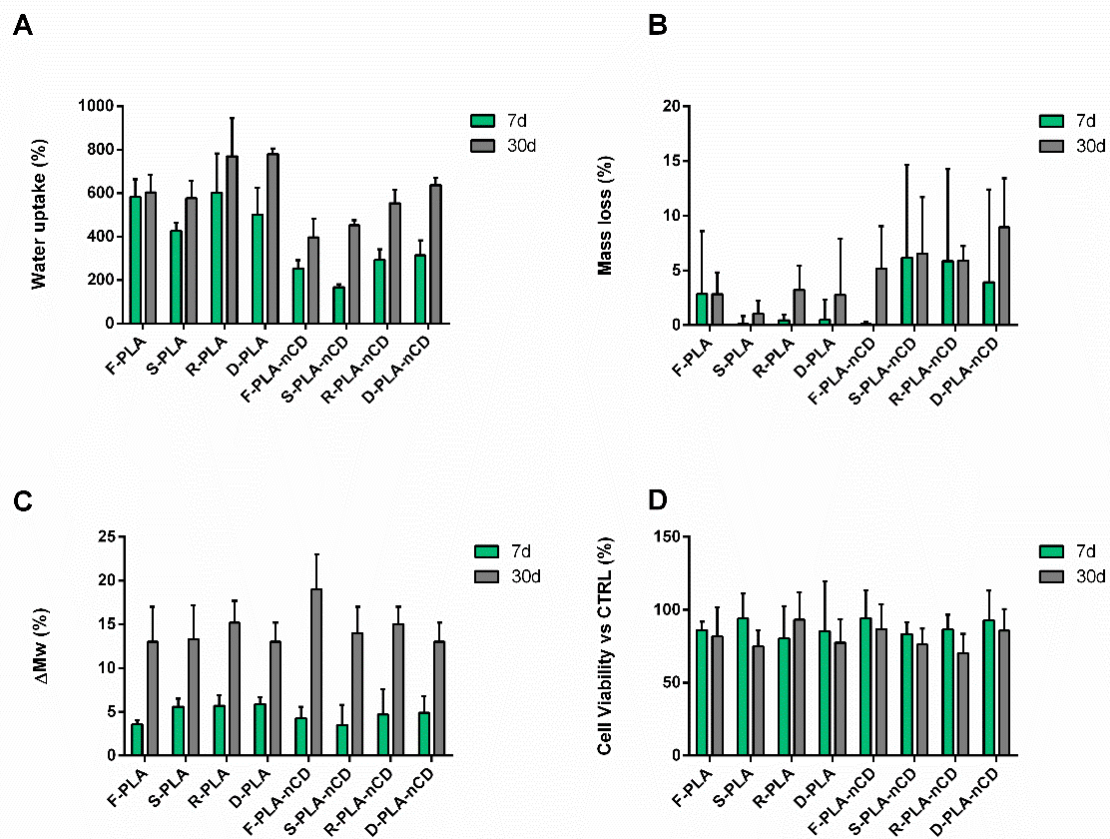 A
Water uptake (%)
1000
800
600
400
200
0
7d
30d
F-PLA
S-PLA
R-PLA
D-PLA
F-PLA-nCD
S-PLA-nCD
R-PLA-nCD
D-PLA-nCD
B
Mass loss (%)
20
15
10
5
0
7d
30d
F-PLA
S-PLA
R-PLA
D-PLA
F-PLA-nCD
S-PLA-nCD
R-PLA-nCD
D-PLA-nCD
C
ΔMw (%)
25
20
15
10
5
0
7d
30d
F-PLA
S-PLA
R-PLA
D-PLA
F-PLA-nCD
S-PLA-nCD
R-PLA-nCD
D-PLA-nCD
D
Cell Viability vs CTRL (%)
150
100
50
0
7d
30d
F-PLA
S-PLA
R-PLA
D-PLA
F-PLA-nCD
S-PLA-nCD
R-PLA-nCD
D-PLA-nCD